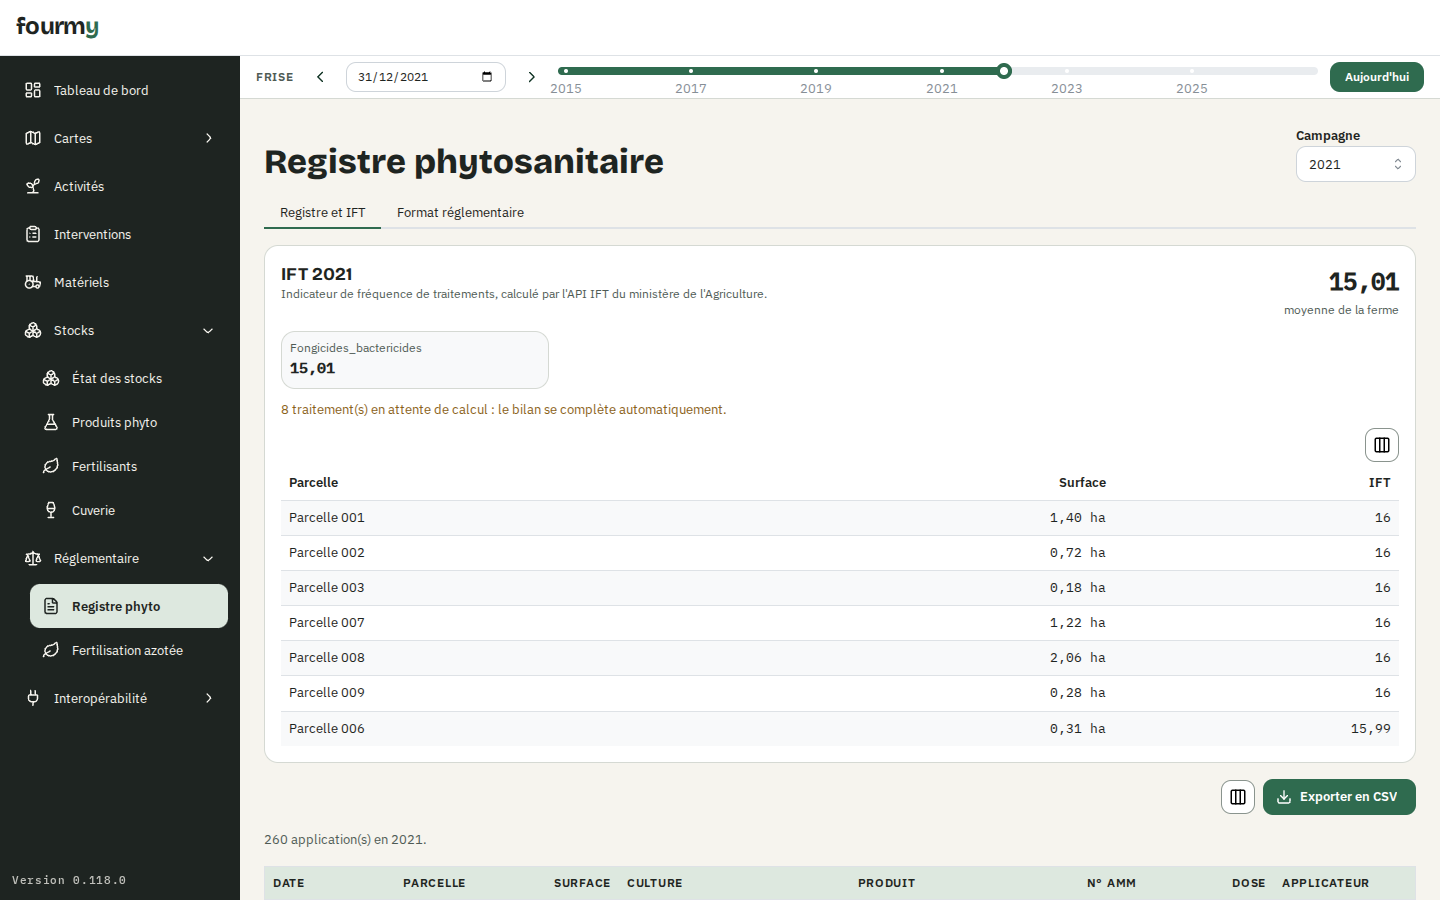 fourmy
FRISE
31/12/2021
2015
2017
2019
2021
2023
2025
Aujourd'hui
Tableau de bord
Cartes
Activités
Interventions
Matériels
Stocks
État des stocks
Produits phyto
Fertilisants
Cuverie
Réglementaire
Registre phyto
Fertilisation azotée
Interopérabilité
Version 0.118.0
Registre phytosanitaire
Campagne
2021
Registre et IFT
Format réglementaire
IFT 2021
Indicateur de fréquence de traitements, calculé par l'API IFT du ministère de l'Agriculture.
15,01
moyenne de la ferme
Fongicides_bactericides
15,01
8 traitement(s) en attente de calcul : le bilan se complète automatiquement.
Parcelle Surface IFT
Parcelle 001 1,40 ha 16
Parcelle 002 0,72 ha 16
Parcelle 003 0,18 ha 16
Parcelle 007 1,22 ha 16
Parcelle 008 2,06 ha 16
Parcelle 009 0,28 ha 16
Parcelle 006 0,31 ha 15,99
Exporter en CSV
260 application(s) en 2021.
DATE PARCELLE SURFACE CULTURE PRODUIT N° AMM DOSE APPLICATEUR